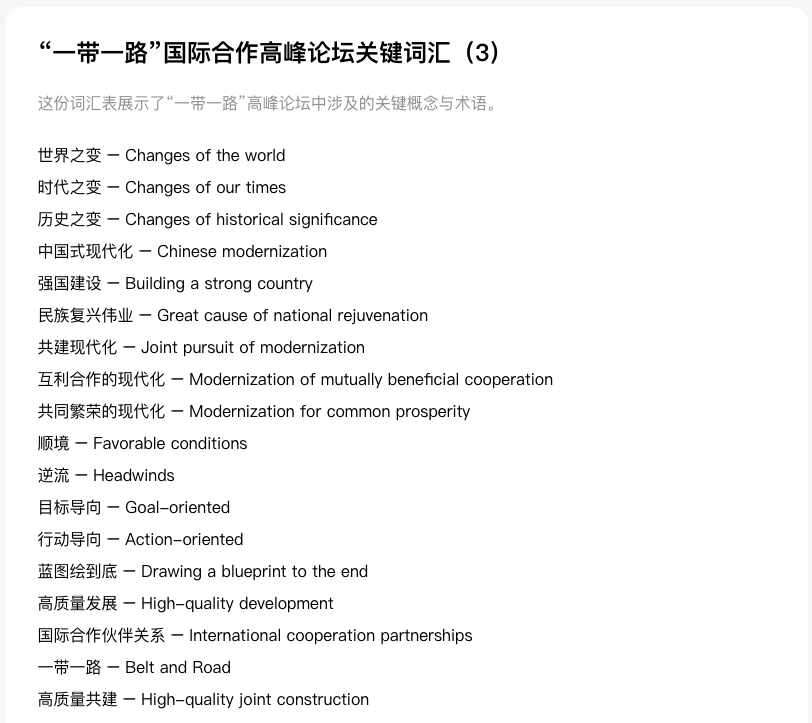 “一带一路”国际合作高峰论坛关键词汇（3）
这份词汇表展示了“一带一路”高峰论坛中涉及的关键概念与术语。
世界之变 – Changes of the world
时代之变 – Changes of our times
历史之变 – Changes of historical significance
中国式现代化 – Chinese modernization
强国建设 – Building a strong country
民族复兴伟业 – Great cause of national rejuvenation
共建现代化 – Joint pursuit of modernization
互利合作的现代化 – Modernization of mutually beneficial cooperation
共同繁荣的现代化 – Modernization for common prosperity
顺境 – Favorable conditions
逆流 – Headwinds
目标导向 – Goal-oriented
行动导向 – Action-oriented
蓝图绘到底 – Drawing a blueprint to the end
高质量发展 – High-quality development
国际合作伙伴关系 – International cooperation partnerships
一带一路 – Belt and Road
高质量共建 – High-quality joint construction